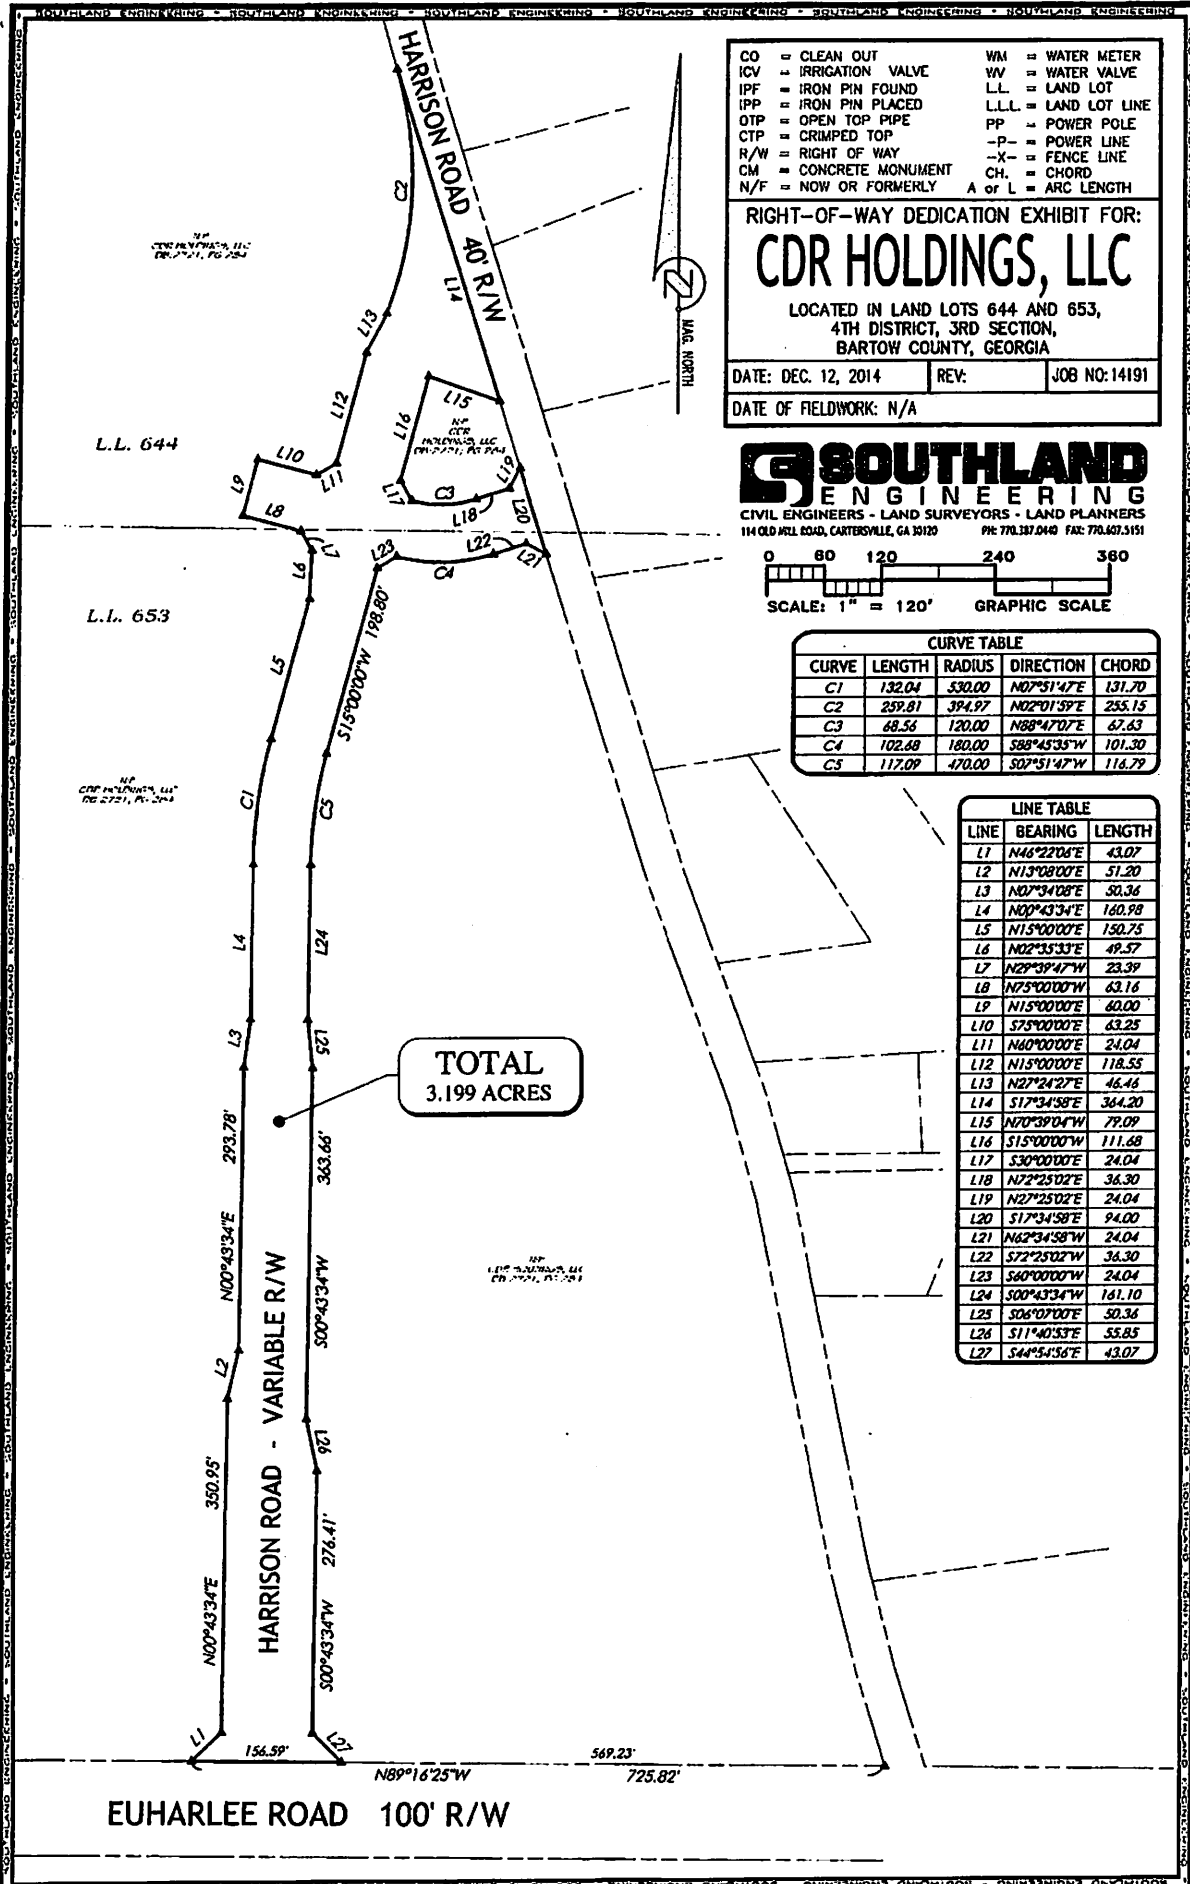 SOUTHLAND ENGINEERING • SOUTHLAND ENGINEERING • SOUTHLAND ENGINEERING • SOUTHLAND ENGINEERING • SOUTHLAND ENGINEERING • SOUTHLAND ENGINEERING
CO = CLEAN OUT
ICV = IRRIGATION VALVE
IPF = IRON PIN FOUND
IPP = IRON PIN PLACED
OTP = OPEN TOP PIPE
CTP = CRIMPED TOP
R/W = RIGHT OF WAY
CM = CONCRETE MONUMENT
N/F = NOW OR FORMERLY
WM = WATER METER
WV = WATER VALVE
L.L. = LAND LOT
L.L.L. = LAND LOT LINE
PP = POWER POLE
-P- = POWER LINE
-X- = FENCE LINE
CH. = CHORD
A or L = ARC LENGTH
RIGHT-OF-WAY DEDICATION EXHIBIT FOR:
CDR HOLDINGS, LLC
LOCATED IN LAND LOTS 644 AND 653,
4TH DISTRICT, 3RD SECTION,
BARTOW COUNTY, GEORGIA
DATE: DEC. 12, 2014 REV: JOB NO: 14191
DATE OF FIELDWORK: N/A
SOUTHLAND
ENGINEERING
CIVIL ENGINEERS - LAND SURVEYORS - LAND PLANNERS
114 OLD MILL ROAD, CARTERSVILLE, GA 30120 PH: 770.387.0440 FAX: 770.607.5151
0 60 120 240 360
SCALE: 1" = 120' GRAPHIC SCALE
CURVE TABLE
CURVE LENGTH RADIUS DIRECTION CHORD
C1 132.04 530.00 N07°51'47"E 131.70
C2 259.81 394.97 N02°01'59"E 255.15
C3 68.56 120.00 N88°47'07"E 67.63
C4 102.68 180.00 S88°45'35"W 101.30
C5 117.09 470.00 S07°51'47"W 116.79
LINE TABLE
LINE BEARING LENGTH
L1 N46°22'06"E 43.07
L2 N13°08'00"E 51.20
L3 N07°34'08"E 50.36
L4 N00°43'34"E 160.98
L5 N15°00'00"E 150.75
L6 N02°35'33"E 49.57
L7 N29°39'47"W 23.39
L8 N75°00'00"W 63.16
L9 N15°00'00"E 60.00
L10 S75°00'00"E 63.25
L11 N60°00'00"E 24.04
L12 N15°00'00"E 118.55
L13 N27°24'27"E 46.46
L14 S17°34'58"E 364.20
L15 N70°39'04"W 79.09
L16 S15°00'00"W 111.68
L17 S30°00'00"E 24.04
L18 N72°25'02"E 36.30
L19 N27°25'02"E 24.04
L20 S17°34'58"E 94.00
L21 N62°34'58"W 24.04
L22 S72°25'02"W 36.30
L23 S60°00'00"W 24.04
L24 S00°43'34"W 161.10
L25 S06°07'00"E 50.36
L26 S11°40'53"E 55.85
L27 S44°54'56"E 43.07
HARRISON ROAD 40' R/W
C2
L14
MAG. NORTH
L13
L12
L15
L16
N/F
CDR
HOLDINGS, LLC
L.L. 644
L10
L11
L9
L8
L17
C3
L18
L19
L20
L7
L6
L23
C4
L22
L21
L.L. 653
L5
S15°00'00"W 198.80'
C1
C5
L4
L24
L3
L25
TOTAL
3.199 ACRES
N00°43'34"E 293.78'
S00°43'34"W 363.66'
HARRISON ROAD - VARIABLE R/W
L2
L26
N00°43'34"E 350.95'
S00°43'34"W 276.41'
L1
L27
156.59'
569.23'
N89°16'25"W 725.82'
EUHARLEE ROAD 100' R/W